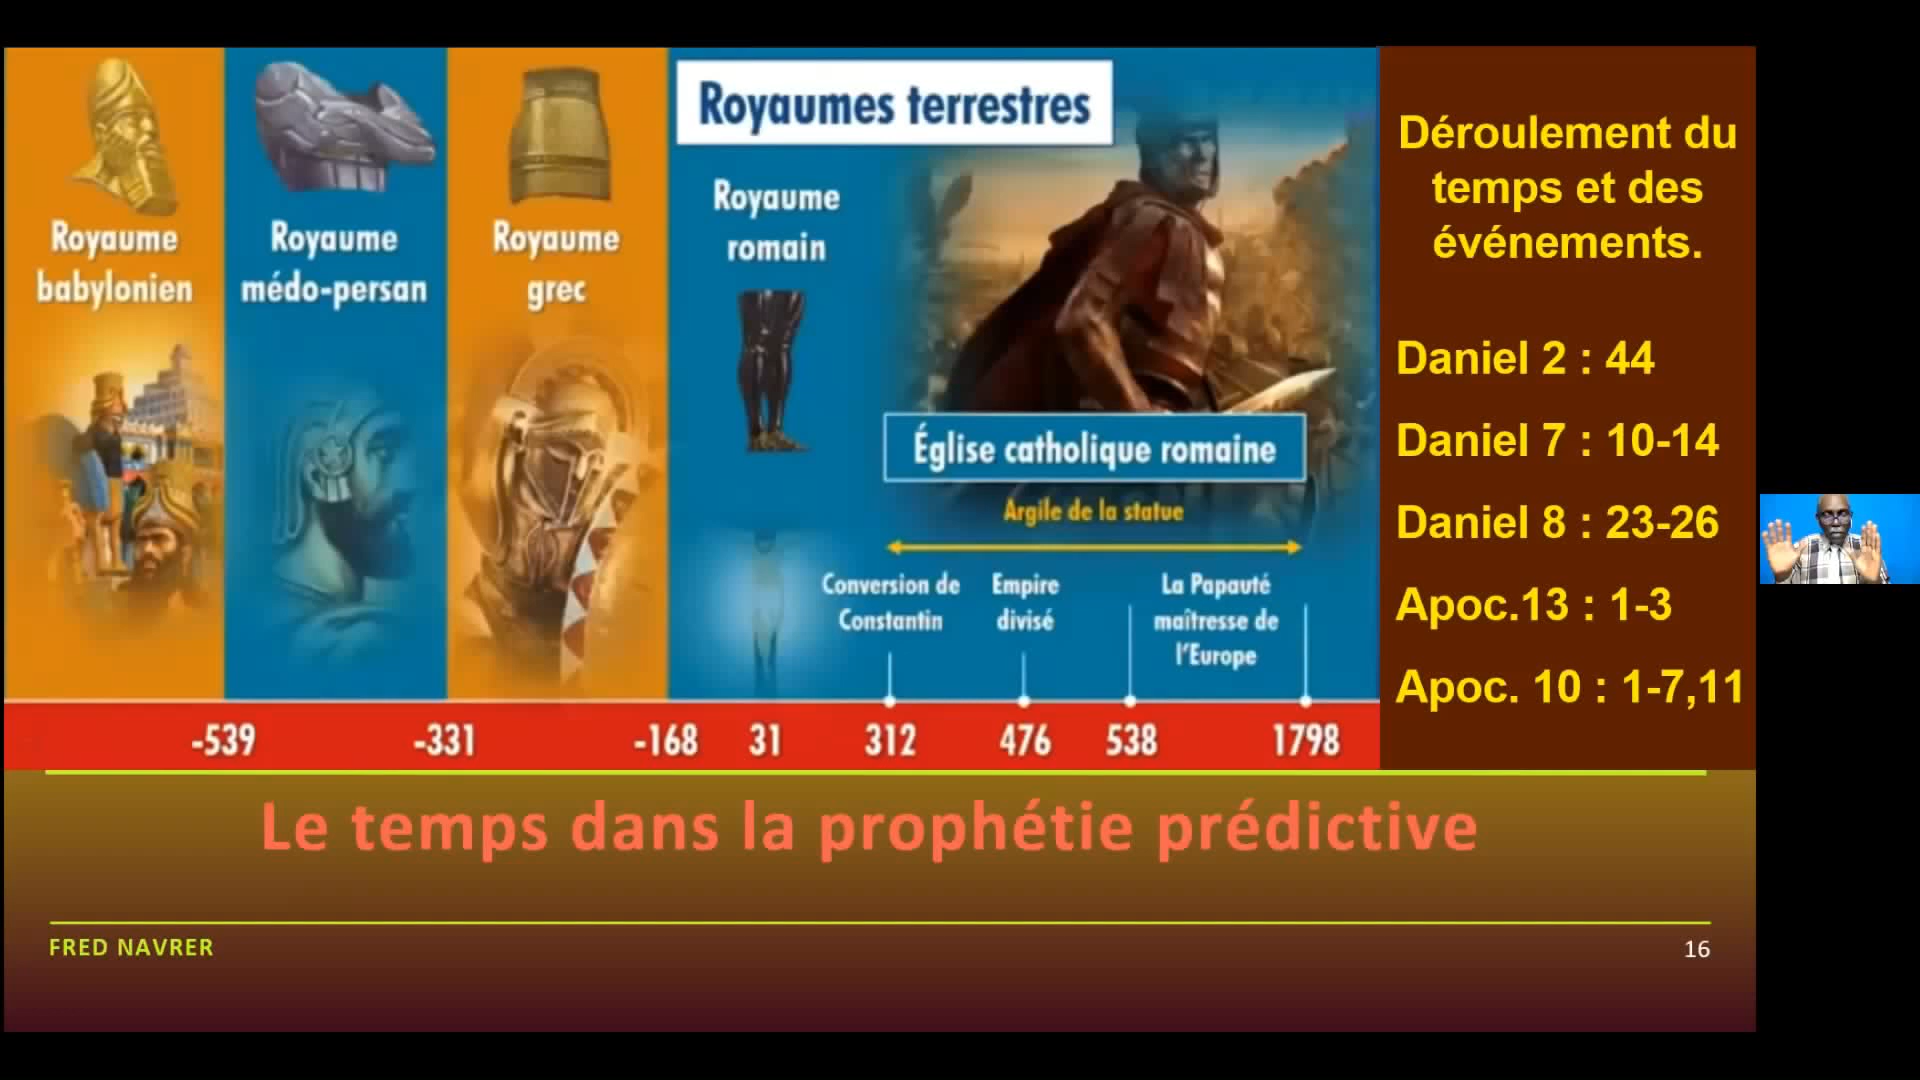 Royaumes terrestres
Royaume
babylonien
Royaume
médo-persan
Royaume
grec
Royaume
romain
Église catholique romaine
Argile de la statue
Conversion de
Constantin
Empire
divisé
La Papauté
maîtresse de
l'Europe
-539
-331
-168
31
312
476
538
1798
Déroulement du
temps et des
événements.
Daniel 2 : 44
Daniel 7 : 10-14
Daniel 8 : 23-26
Apoc.13 : 1-3
Apoc. 10 : 1-7,11
Le temps dans la prophétie prédictive
FRED NAVRER
16